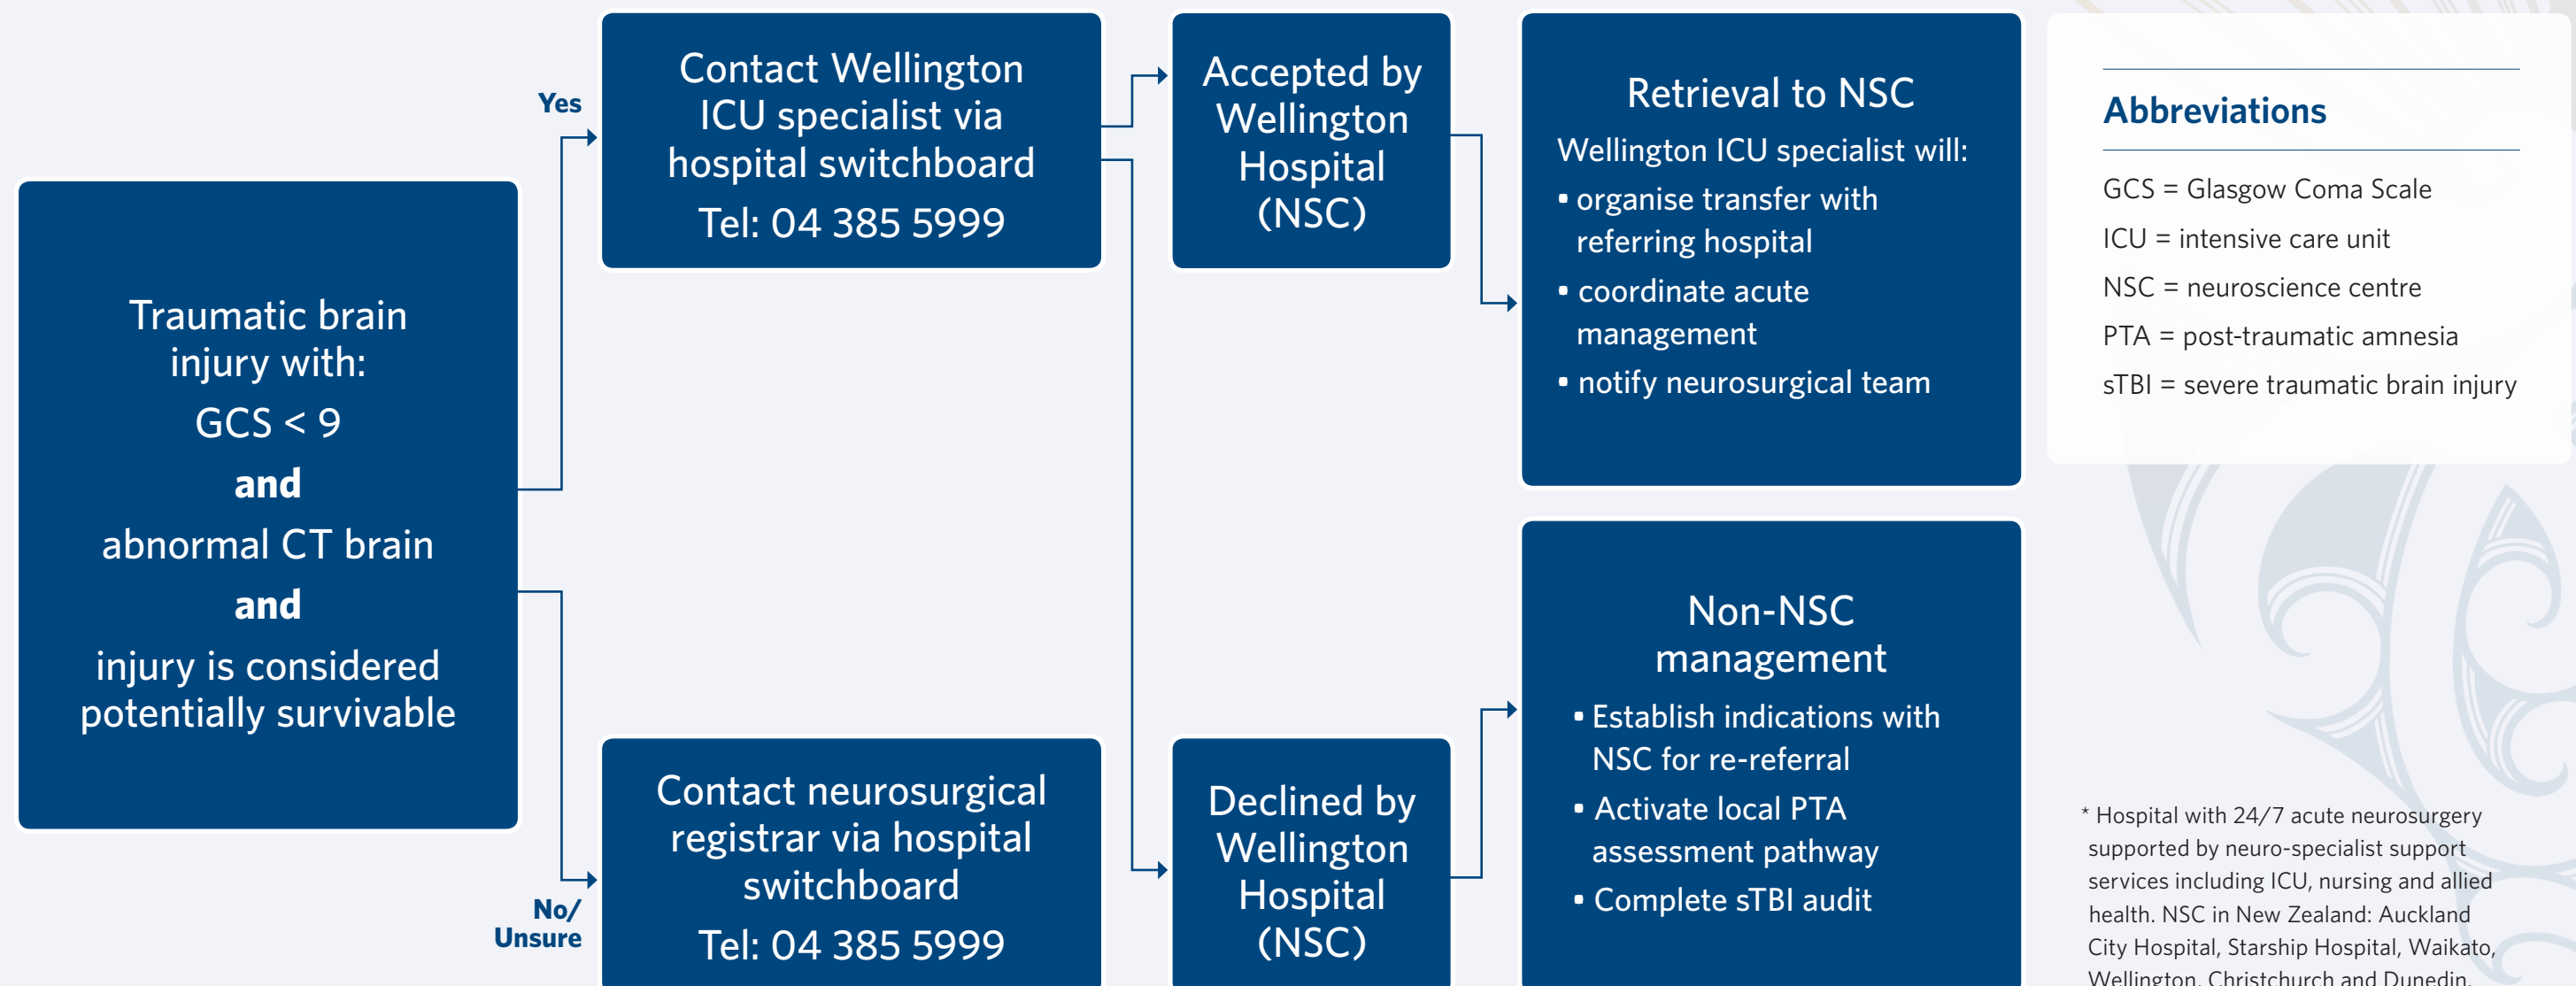 Traumatic brain
injury with:
GCS < 9
and
abnormal CT brain
and
injury is considered
potentially survivable
Yes
Contact Wellington
ICU specialist via
hospital switchboard
Tel: 04 385 5999
No/
Unsure
Contact neurosurgical
registrar via hospital
switchboard
Tel: 04 385 5999
Accepted by
Wellington
Hospital
(NSC)
Declined by
Wellington
Hospital
(NSC)
Retrieval to NSC
Wellington ICU specialist will:
▪ organise transfer with
referring hospital
▪ coordinate acute
management
▪ notify neurosurgical team
Non-NSC
management
▪ Establish indications with
NSC for re-referral
▪ Activate local PTA
assessment pathway
▪ Complete sTBI audit
Abbreviations
GCS = Glasgow Coma Scale
ICU = intensive care unit
NSC = neuroscience centre
PTA = post-traumatic amnesia
sTBI = severe traumatic brain injury
* Hospital with 24/7 acute neurosurgery
supported by neuro-specialist support
services including ICU, nursing and allied
health. NSC in New Zealand: Auckland
City Hospital, Starship Hospital, Waikato,
Wellington, Christchurch and Dunedin.